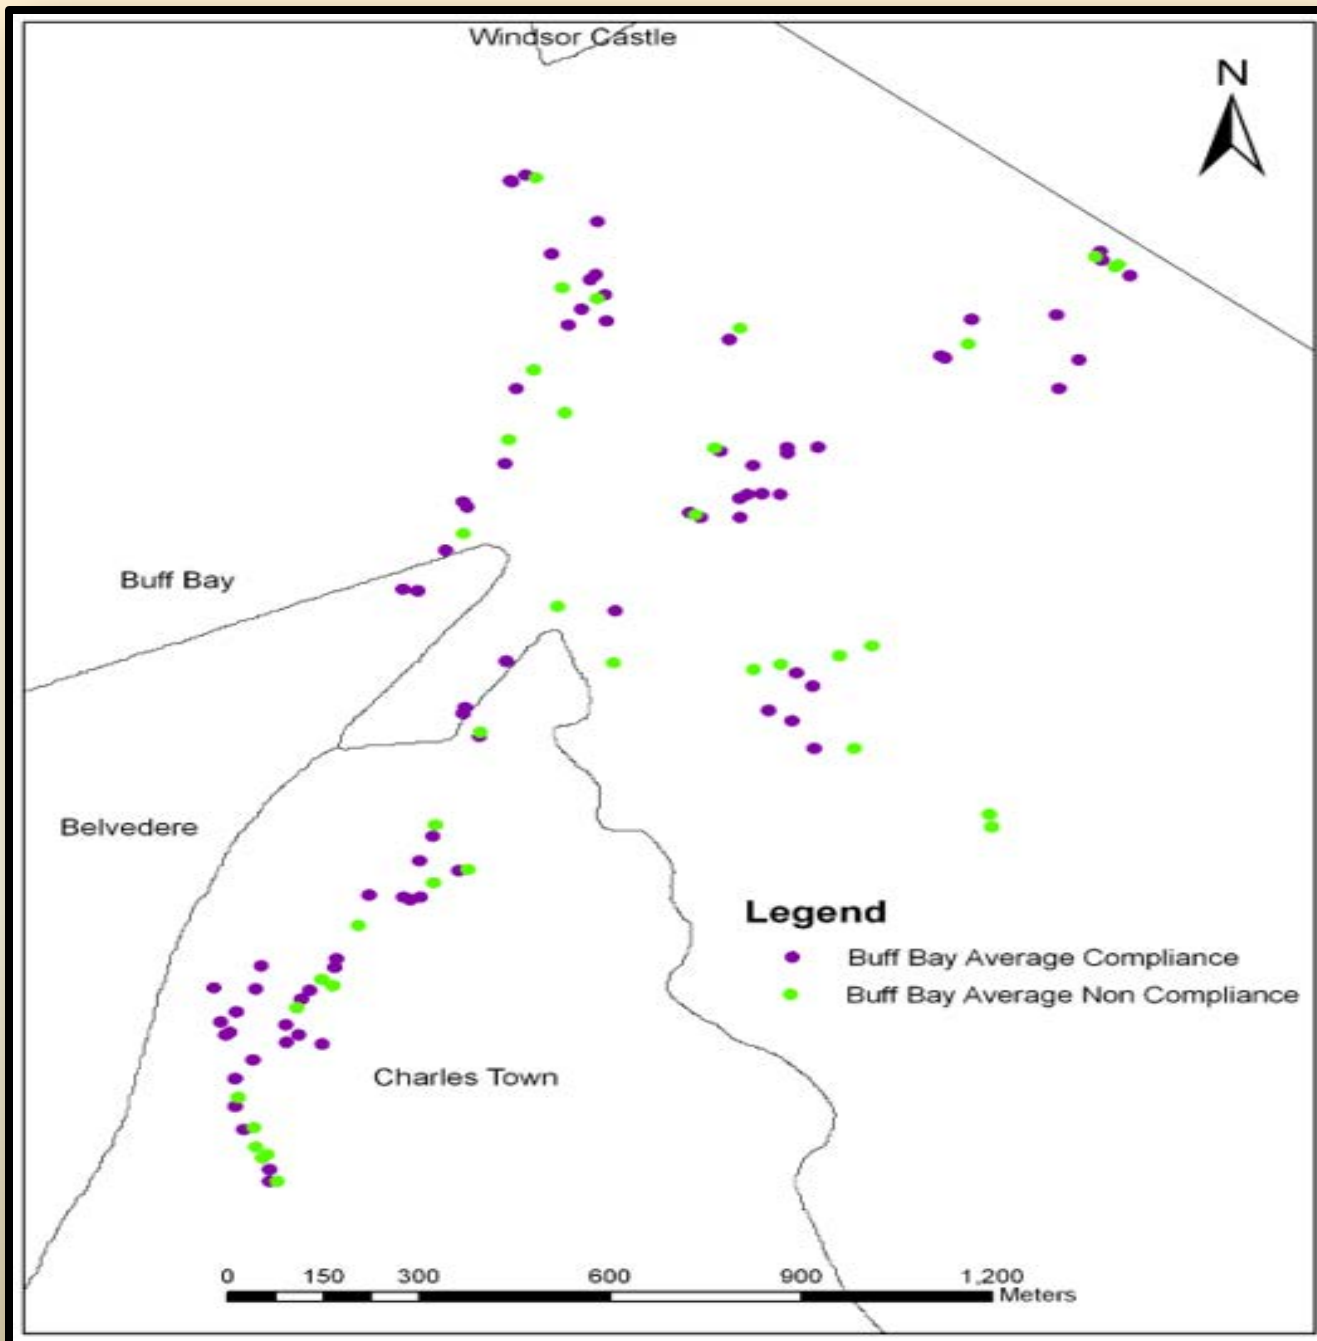 Windsor Castle
N
Buff Bay
Belvedere
Legend
Buff Bay Average Compliance
Buff Bay Average Non Compliance
Charles Town
0 150 300 600 900 1,200
Meters